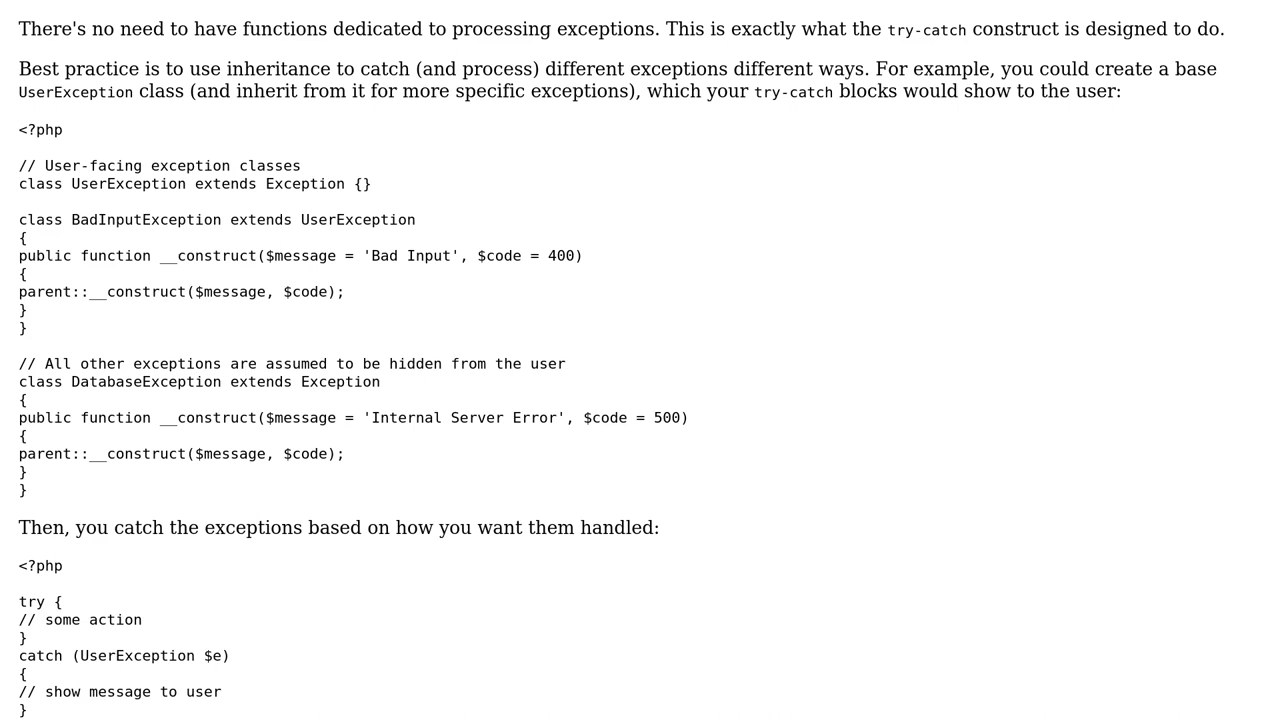 There's no need to have functions dedicated to processing exceptions. This is exactly what the try-catch construct is designed to do.
Best practice is to use inheritance to catch (and process) different exceptions different ways. For example, you could create a base
UserException class (and inherit from it for more specific exceptions), which your try-catch blocks would show to the user:
<?php
// User-facing exception classes
class UserException extends Exception {}
class BadInputException extends UserException
{
public function __construct($message = 'Bad Input', $code = 400)
{
parent::__construct($message, $code);
}
}
// All other exceptions are assumed to be hidden from the user
class DatabaseException extends Exception
{
public function __construct($message = 'Internal Server Error', $code = 500)
{
parent::__construct($message, $code);
}
}
Then, you catch the exceptions based on how you want them handled:
<?php
try {
// some action
}
catch (UserException $e)
{
// show message to user
}